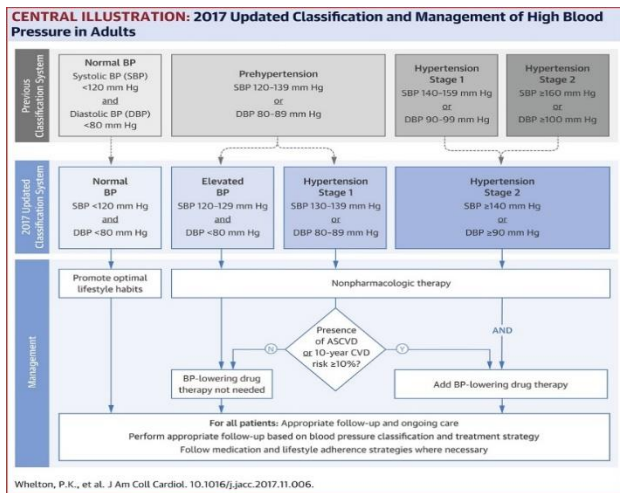 CENTRAL ILLUSTRATION: 2017 Updated Classification and Management of High Blood
Pressure in Adults
Previous
Classification System
Normal BP
Systolic BP (SBP)
<120 mm Hg
and
Diastolic BP (DBP)
<80 mm Hg
Prehypertension
SBP 120-139 mm Hg
or
DBP 80-89 mm Hg
Hypertension
Stage 1
SBP 140-159 mm Hg
or
DBP 90-99 mm Hg
Hypertension
Stage 2
SBP ≥160 mm Hg
or
DBP ≥100 mm Hg
2017 Updated
Classification System
Normal
BP
SBP <120 mm Hg
and
DBP <80 mm Hg
Elevated
BP
SBP 120-129 mm Hg
and
DBP <80 mm Hg
Hypertension
Stage 1
SBP 130-139 mm Hg
or
DBP 80-89 mm Hg
Hypertension
Stage 2
SBP ≥140 mm Hg
or
DBP ≥90 mm Hg
Management
Promote optimal
lifestyle habits
Nonpharmacologic therapy
Presence
of ASCVD
or 10-year CVD
risk ≥10%?
N
Y
AND
BP-lowering drug
therapy not needed
Add BP-lowering drug therapy
For all patients: Appropriate follow-up and ongoing care
Perform appropriate follow-up based on blood pressure classification and treatment strategy
Follow medication and lifestyle adherence strategies where necessary
Whelton, P.K., et al. J Am Coll Cardiol. 10.1016/j.jacc.2017.11.006.